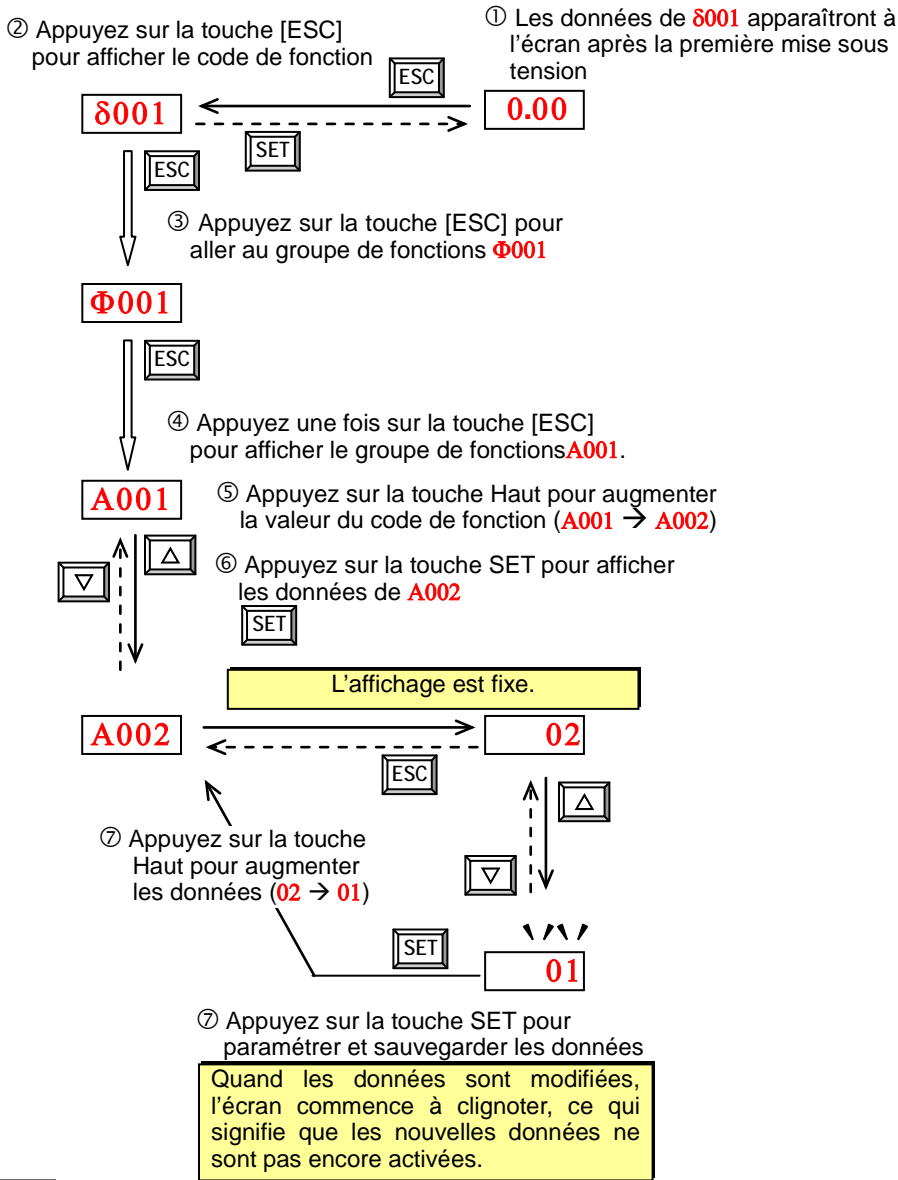 ① Les données de δ001 apparaîtront à
l'écran après la première mise sous
tension
② Appuyez sur la touche [ESC]
pour afficher le code de fonction
ESC
δ001
0.00
SET
ESC
③ Appuyez sur la touche [ESC] pour
aller au groupe de fonctions Φ001
Φ001
ESC
④ Appuyez une fois sur la touche [ESC]
pour afficher le groupe de fonctionsA001.
A001
⑤ Appuyez sur la touche Haut pour augmenter
la valeur du code de fonction (A001 → A002)
△
▽
⑥ Appuyez sur la touche SET pour afficher
les données de A002
SET
L'affichage est fixe.
A002
02
ESC
△
▽
⑦ Appuyez sur la touche
Haut pour augmenter
les données (02 → 01)
SET
01
⑦ Appuyez sur la touche SET pour
paramétrer et sauvegarder les données
Quand les données sont modifiées,
l'écran commence à clignoter, ce qui
signifie que les nouvelles données ne
sont pas encore activées.